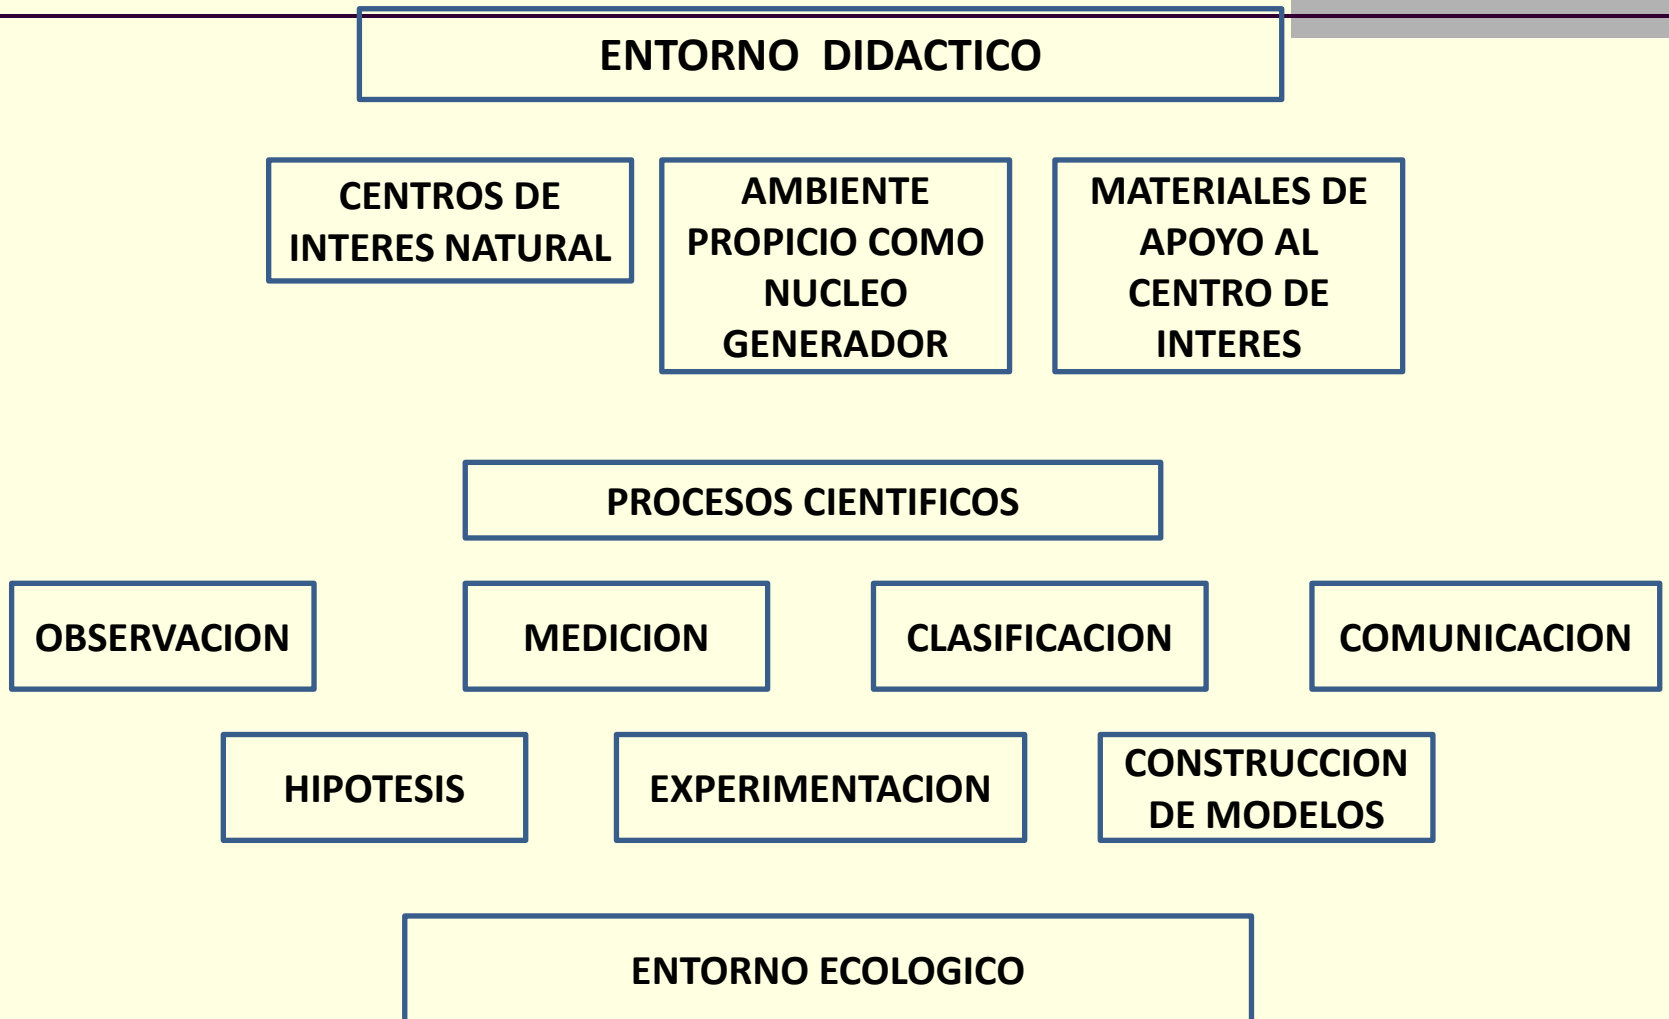 ENTORNO DIDACTICO
CENTROS DE
INTERES NATURAL
AMBIENTE
PROPICIO COMO
NUCLEO
GENERADOR
MATERIALES DE
APOYO AL
CENTRO DE
INTERES
PROCESOS CIENTIFICOS
OBSERVACION
MEDICION
CLASIFICACION
COMUNICACION
HIPOTESIS
EXPERIMENTACION
CONSTRUCCION
DE MODELOS
ENTORNO ECOLOGICO